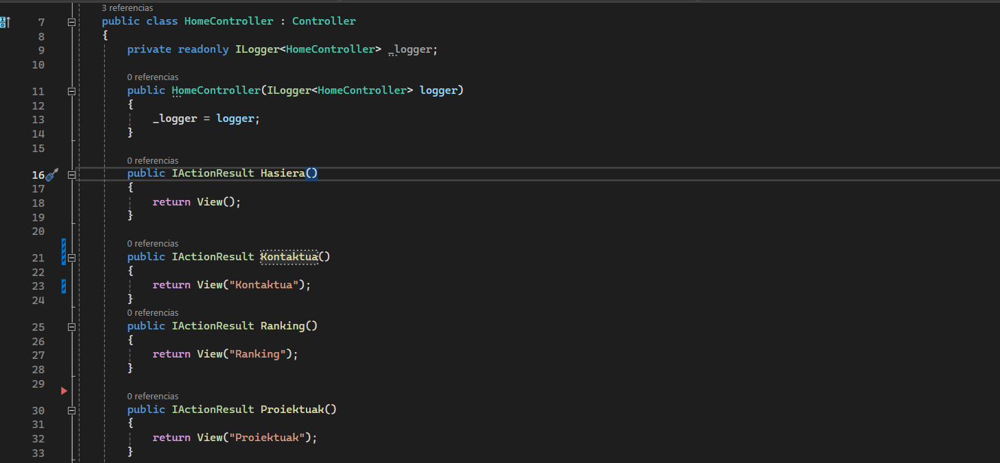 3 referencias
7 public class HomeController : Controller
8 {
9 private readonly ILogger<HomeController> _logger;
10
0 referencias
11 public HomeController(ILogger<HomeController> logger)
12 {
13 _logger = logger;
14 }
15
0 referencias
16 public IActionResult Hasiera()
17 {
18 return View();
19 }
20
0 referencias
21 public IActionResult Kontaktua()
22 {
23 return View("Kontaktua");
24 }
0 referencias
25 public IActionResult Ranking()
26 {
27 return View("Ranking");
28 }
29
0 referencias
30 public IActionResult Proiektuak()
31 {
32 return View("Proiektuak");
33 }